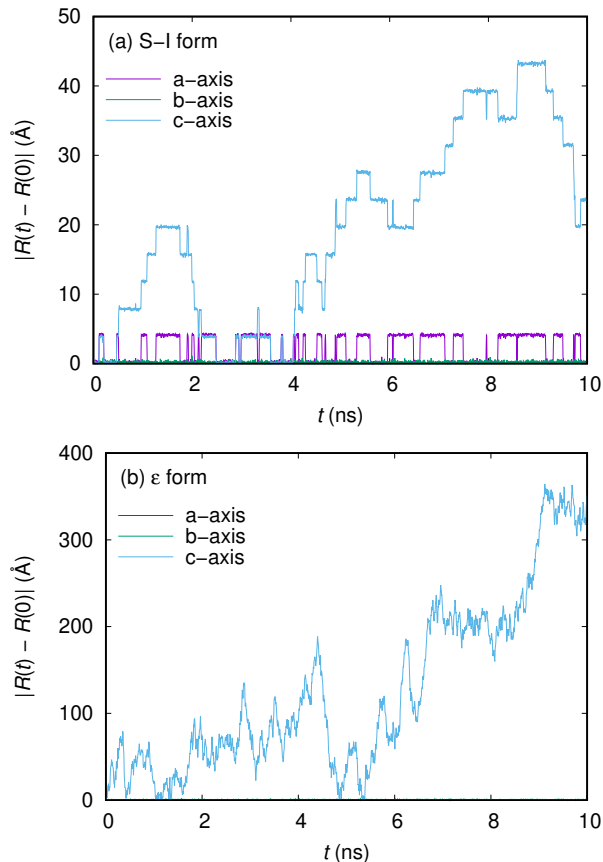 (a) S−I form
a−axis
b−axis
c−axis
|R(t) − R(0)| (Å)
50
40
30
20
10
0
0 2 4 6 8 10
t (ns)
(b) ε form
a−axis
b−axis
c−axis
|R(t) − R(0)| (Å)
400
300
200
100
0
0 2 4 6 8 10
t (ns)